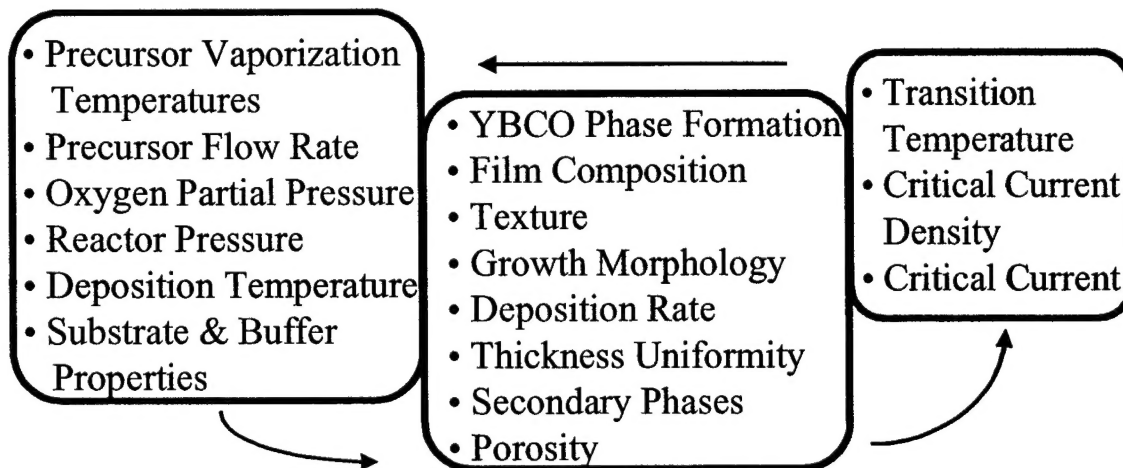 • Precursor Vaporization
Temperatures
• Precursor Flow Rate
• Oxygen Partial Pressure
• Reactor Pressure
• Deposition Temperature
• Substrate & Buffer
Properties
• YBCO Phase Formation
• Film Composition
• Texture
• Growth Morphology
• Deposition Rate
• Thickness Uniformity
• Secondary Phases
• Porosity
• Transition
Temperature
• Critical Current
Density
• Critical Current